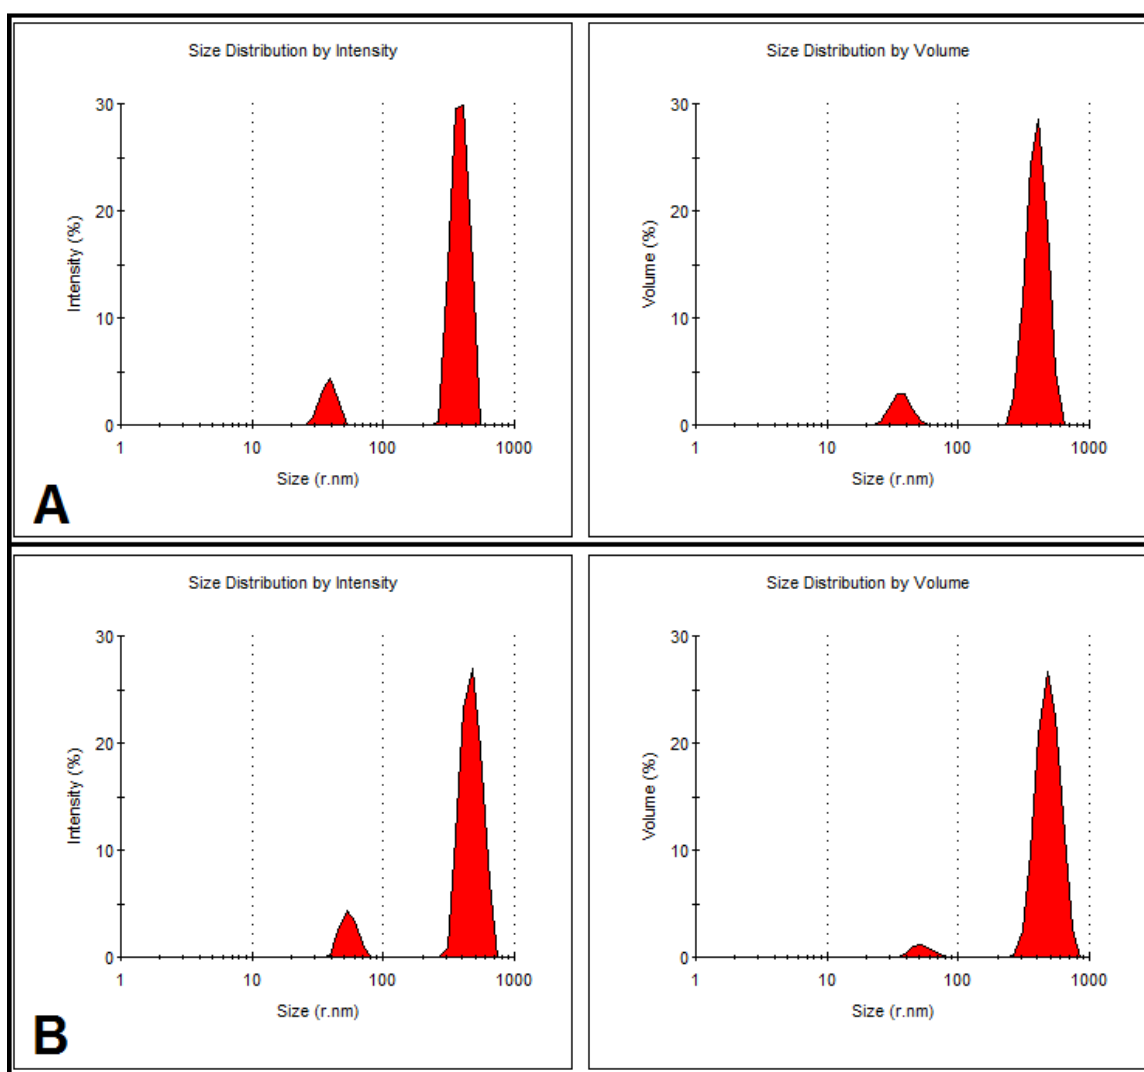 Size Distribution by Intensity
30
20
10
0
Intensity (%)
1 10 100 1000
Size (r.nm)
Size Distribution by Volume
30
20
10
0
Volume (%)
1 10 100 1000
Size (r.nm)
A
Size Distribution by Intensity
30
20
10
0
Intensity (%)
1 10 100 1000
Size (r.nm)
Size Distribution by Volume
30
20
10
0
Volume (%)
1 10 100 1000
Size (r.nm)
B